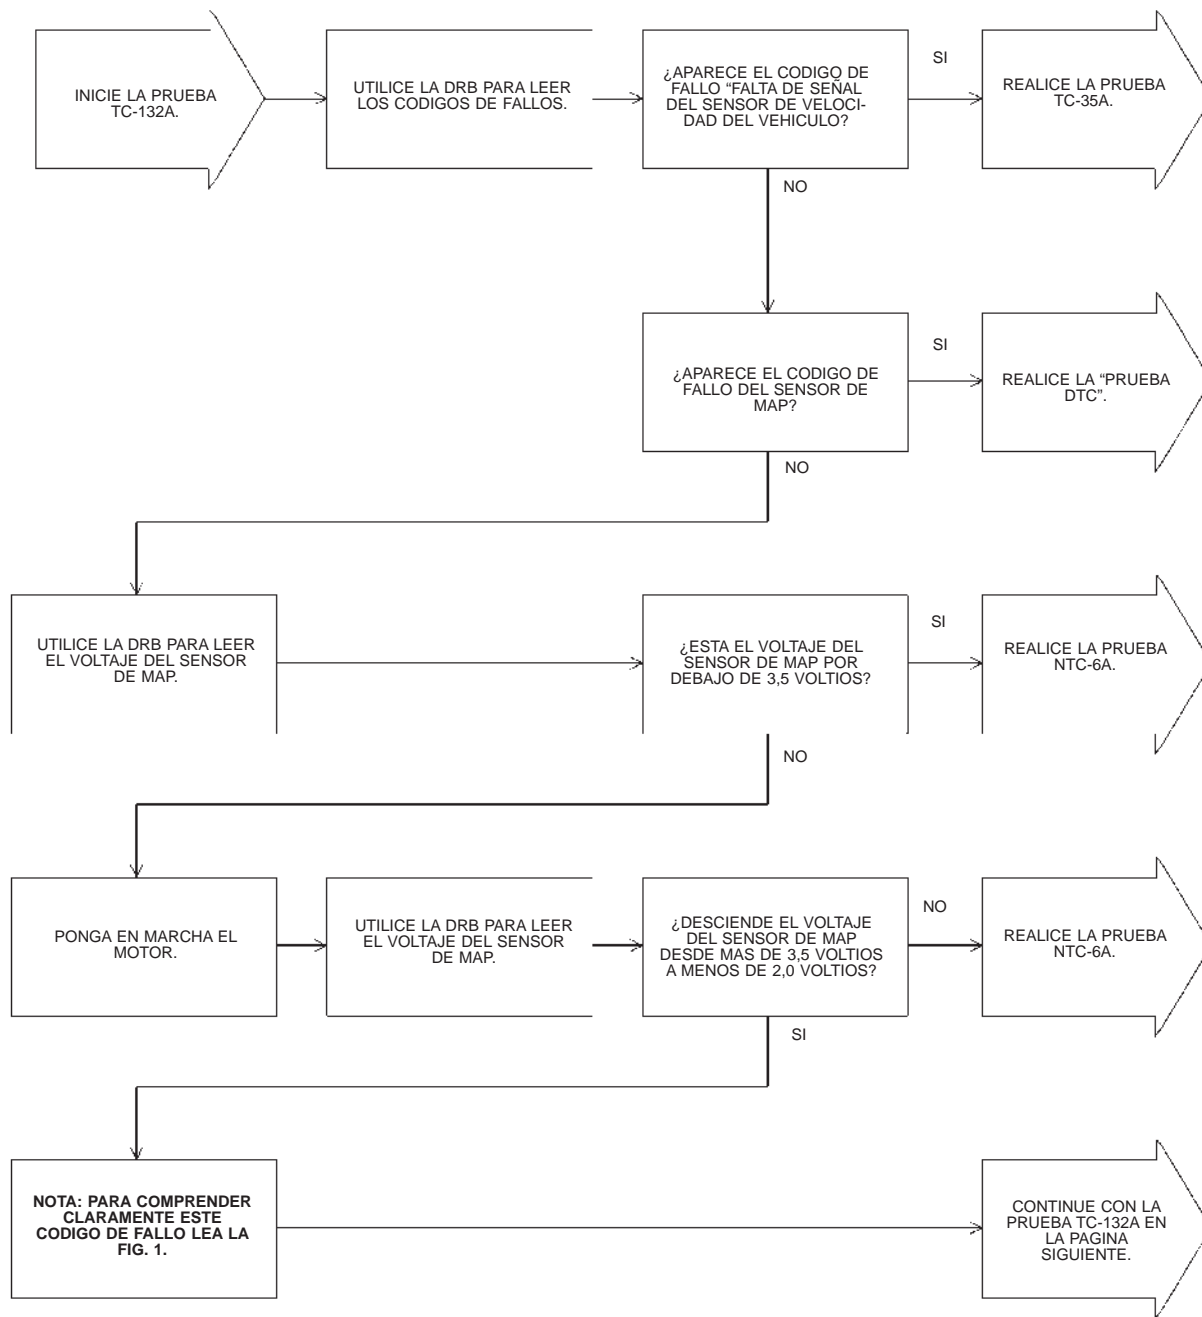 INICIE LA PRUEBA
TC-132A.
UTILICE LA DRB PARA LEER
LOS CODIGOS DE FALLOS.
¿APARECE EL CODIGO DE
FALLO “FALTA DE SEÑAL
DEL SENSOR DE VELOCI-
DAD DEL VEHICULO?
SI
REALICE LA PRUEBA
TC-35A.
NO
¿APARECE EL CODIGO DE
FALLO DEL SENSOR DE
MAP?
SI
REALICE LA “PRUEBA
DTC”.
NO
UTILICE LA DRB PARA LEER
EL VOLTAJE DEL SENSOR
DE MAP.
¿ESTA EL VOLTAJE DEL
SENSOR DE MAP POR
DEBAJO DE 3,5 VOLTIOS?
SI
REALICE LA PRUEBA
NTC-6A.
NO
PONGA EN MARCHA EL
MOTOR.
UTILICE LA DRB PARA LEER
EL VOLTAJE DEL SENSOR
DE MAP.
¿DESCIENDE EL VOLTAJE
DEL SENSOR DE MAP
DESDE MAS DE 3,5 VOLTIOS
A MENOS DE 2,0 VOLTIOS?
NO
REALICE LA PRUEBA
NTC-6A.
SI
NOTA: PARA COMPRENDER
CLARAMENTE ESTE
CODIGO DE FALLO LEA LA
FIG. 1.
CONTINUE CON LA
PRUEBA TC-132A EN
LA PAGINA
SIGUIENTE.